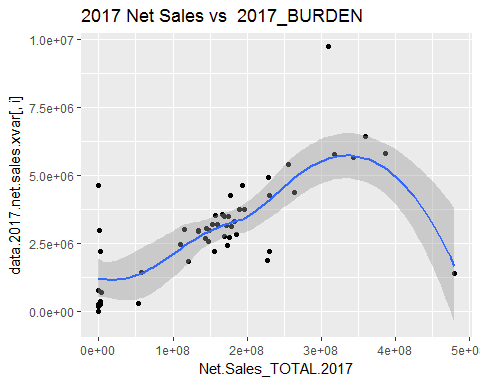 2017 Net Sales vs  2017_BURDEN
1.0e+07
7.5e+06
5.0e+06
2.5e+06
0.0e+00
data.2017.net.sales.xvar[, i]
0e+00 1e+08 2e+08 3e+08 4e+08 5e+08
Net.Sales_TOTAL.2017